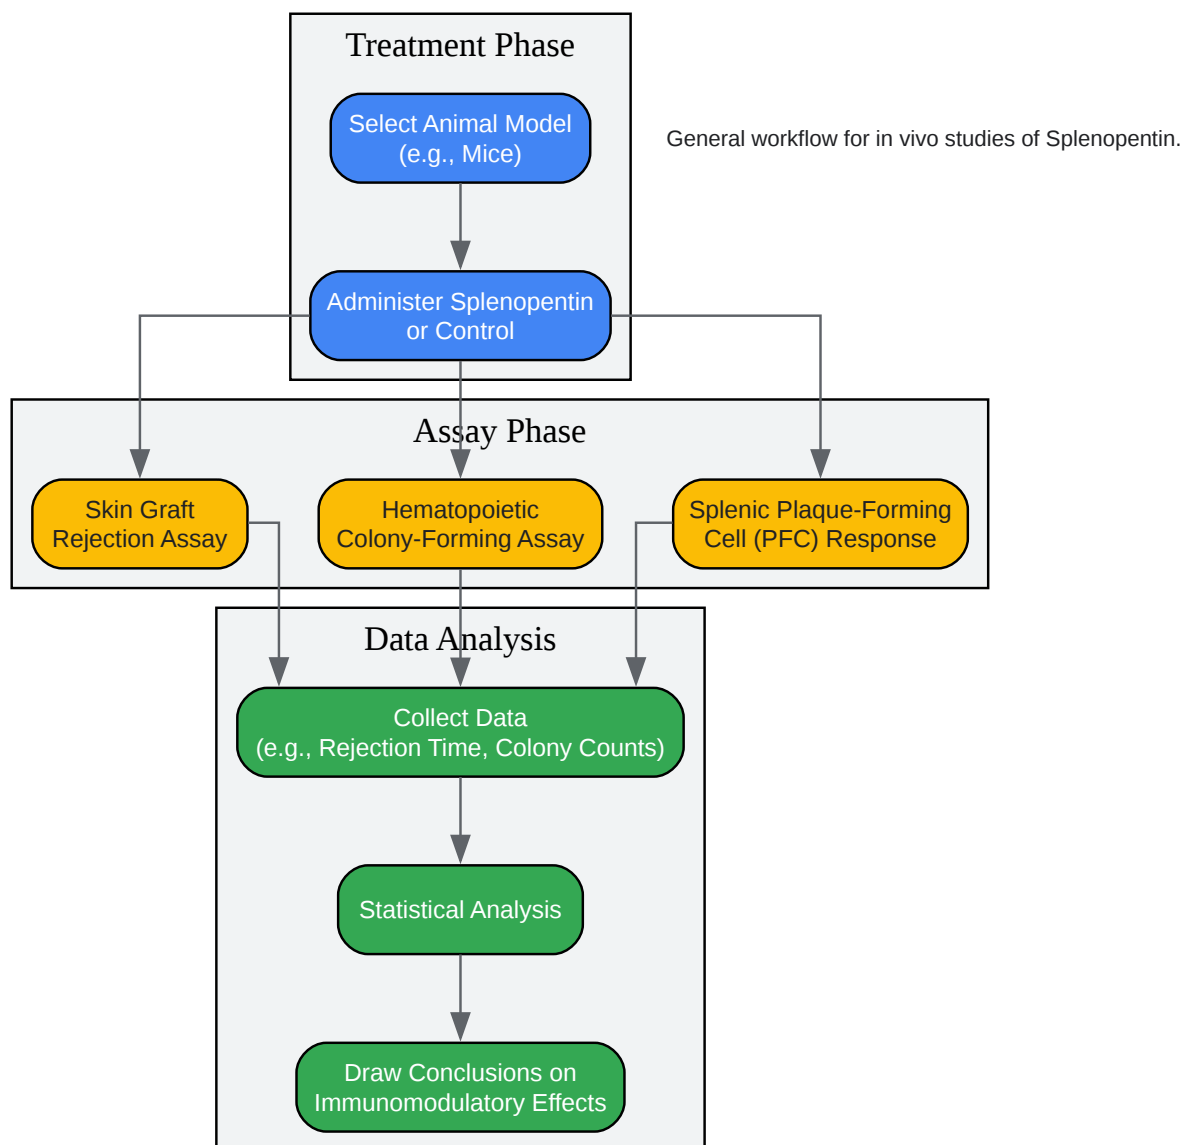 Treatment Phase
Select Animal Model
(e.g., Mice)
General workflow for in vivo studies of Splenopentin.
Administer Splenopentin
or Control
Assay Phase
Skin Graft
Rejection Assay
Hematopoietic
Colony-Forming Assay
Splenic Plaque-Forming
Cell (PFC) Response
Data Analysis
Collect Data
(e.g., Rejection Time, Colony Counts)
Statistical Analysis
Draw Conclusions on
Immunomodulatory Effects